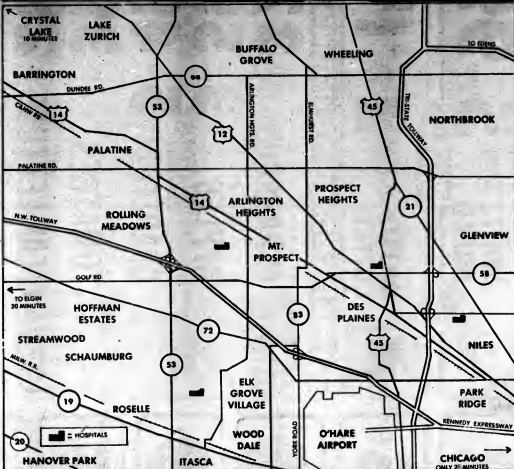 CRYSTAL
LAKE
10 MINUTES
LAKE
ZURICH
BUFFALO
GROVE
WHEELING
TO EDENS
BARRINGTON
DUNDEE RD.
68
53
14
C&NW RR
12
ARLINGTON HGTS. RD.
ELMHURST RD.
45
TRI-STATE
TOLLWAY
NORTHBROOK
PALATINE
PALATINE RD.
ROLLING
MEADOWS
14
ARLINGTON
HEIGHTS
PROSPECT
HEIGHTS
21
N.W. TOLLWAY
MT.
PROSPECT
GLENVIEW
GOLF RD.
58
TO ELGIN
20 MINUTES
HOFFMAN
ESTATES
72
83
DES
PLAINES
45
NILES
STREAMWOOD
SCHAUMBURG
MILW. R.R.
53
ELK
GROVE
VILLAGE
PARK
RIDGE
19
ROSELLE
= HOSPITALS
20
HANOVER PARK
ITASCA
WOOD
DALE
YORK ROAD
O'HARE
AIRPORT
KENNEDY EXPRESSWAY
CHICAGO